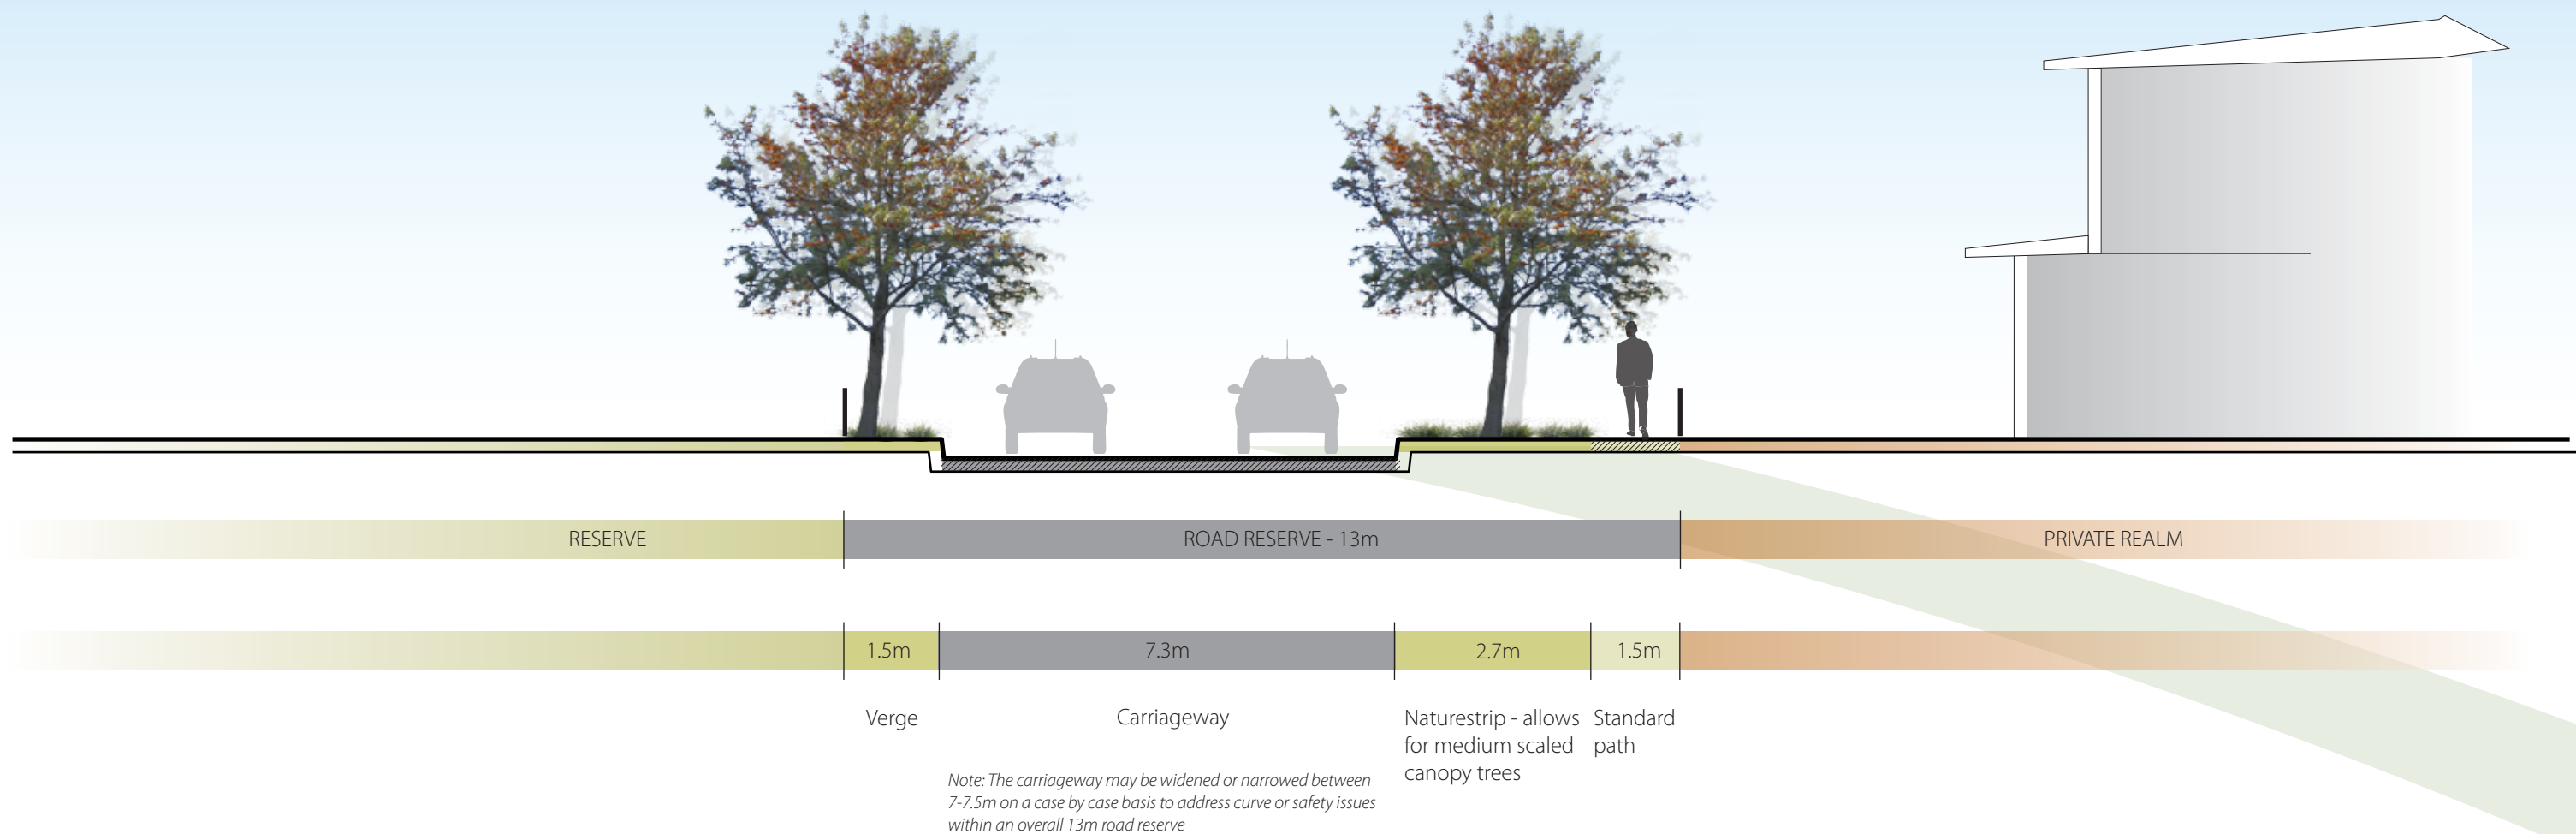 RESERVE
ROAD RESERVE - 13m
PRIVATE REALM
1.5m
7.3m
2.7m
1.5m
Verge
Carriageway
Naturestrip - allows
for medium scaled
canopy trees
Standard
path
Note: The carriageway may be widened or narrowed between
7-7.5m on a case by case basis to address curve or safety issues
within an overall 13m road reserve